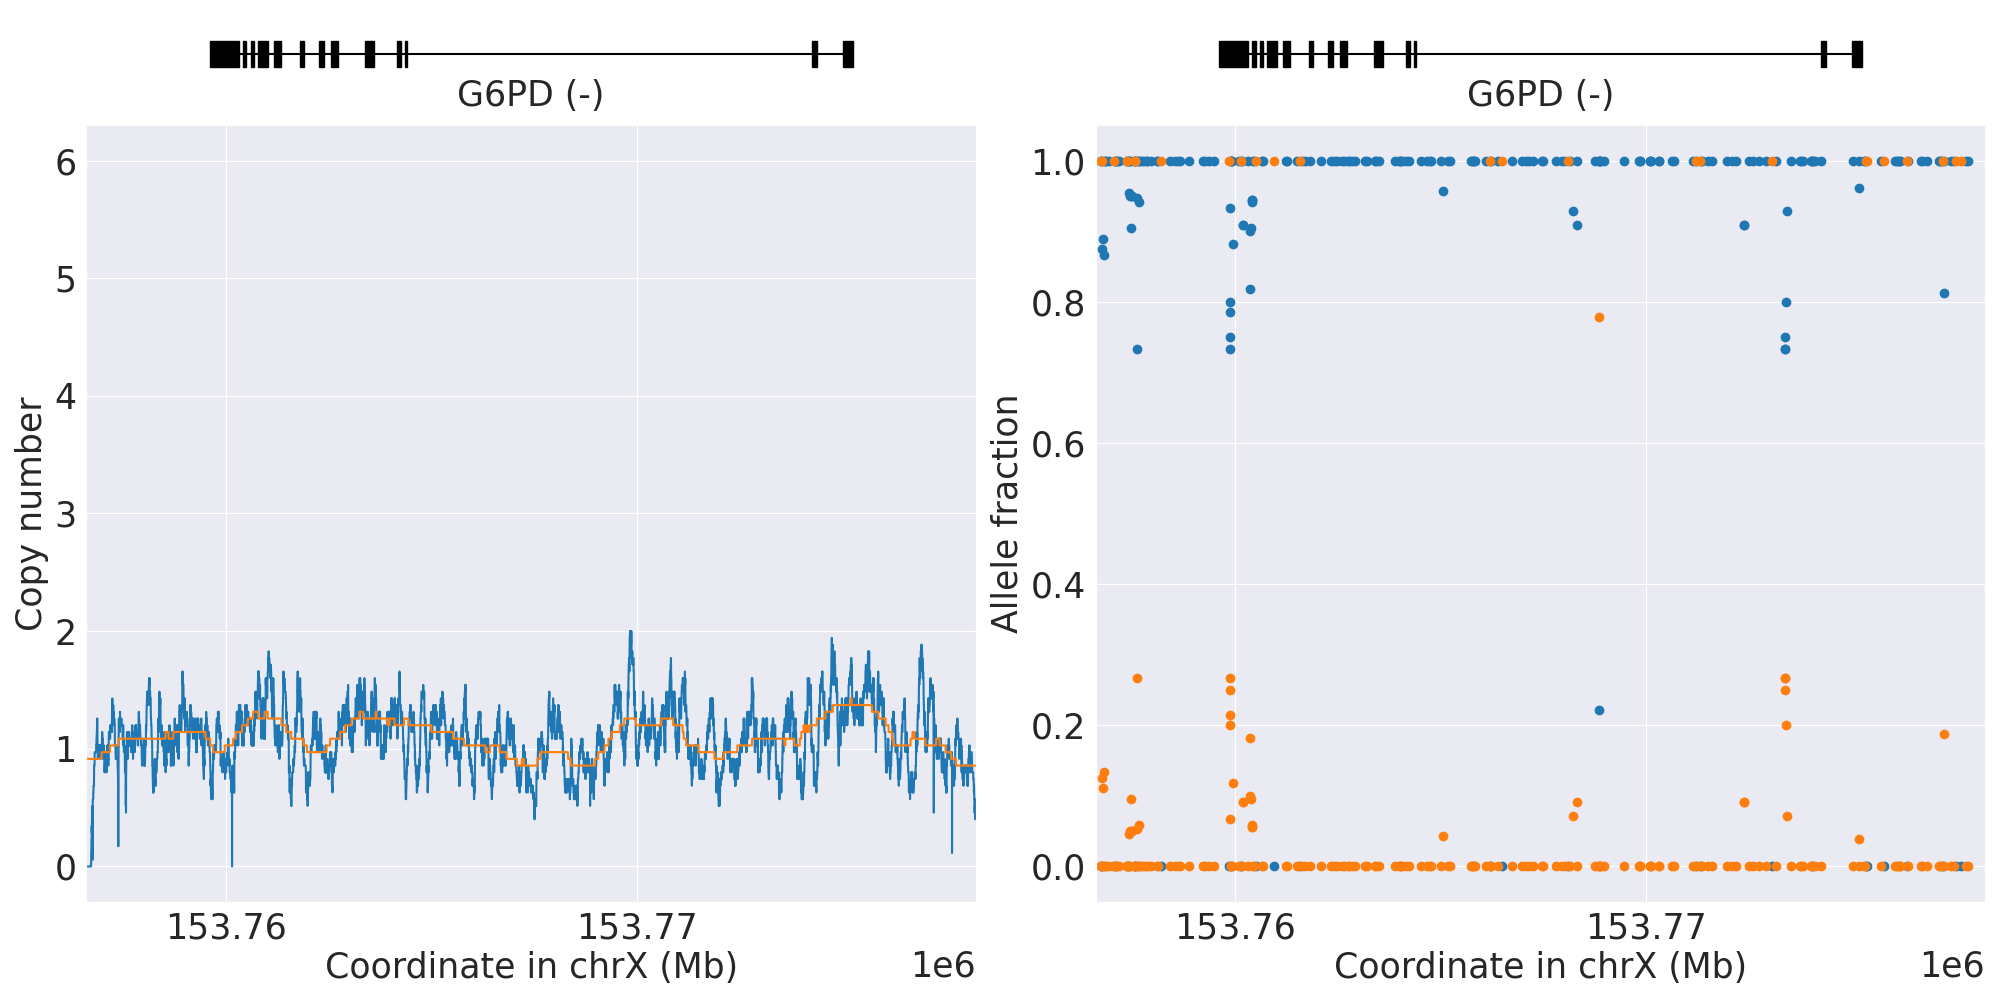 G6PD (-)
6
5
4
3
2
1
0
Copy number
153.76
153.77
Coordinate in chrX (Mb)
1e6
G6PD (-)
1.0
0.8
0.6
0.4
0.2
0.0
Allele fraction
153.76
153.77
Coordinate in chrX (Mb)
1e6